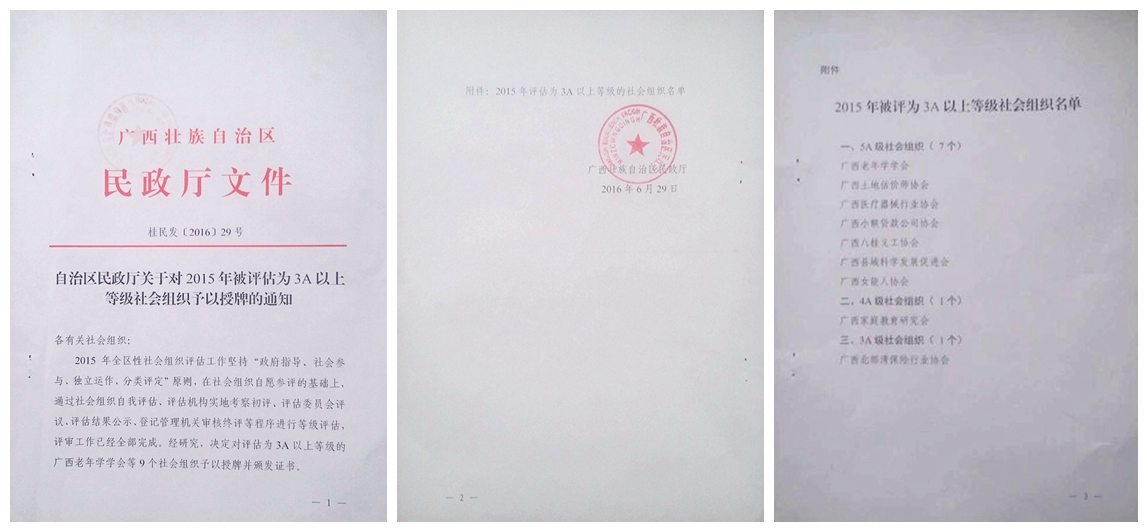 广西壮族自治区
民政厅文件
桂民发〔2016〕29号
自治区民政厅关于对2015年被评估为3A以上
等级社会组织予以授牌的通知
各有关社会组织：
2015年全区性社会组织评估工作坚持“政府指导、社会参
与、独立运作、分类评定”原则，在社会组织自愿参评的基础上，
通过社会组织自我评估、评估机构实地考察初评、评估委员会评
议，评估结果公示，登记管理机关审核终评等程序进行等级评估，
评审工作已经全部完成。经研究，决定对评估为3A以上等级的
广西老年学学会等9个社会组织予以授牌并颁发证书。
— 1 —
附件：2015年评估为3A以上等级的社会组织名单
广西壮族自治区民政厅
2016年6月29日
— 2 —
附件
2015年被评为3A以上等级社会组织名单
一、5A级社会组织（7个）
广西老年学学会
广西土地估价师协会
广西医疗器械行业协会
广西小额贷款公司协会
广西八桂义工协会
广西县域科学发展促进会
广西女能人协会
二、4A级社会组织（1个）
广西家庭教育研究会
三、3A级社会组织（1个）
广西北部湾保险行业协会
— 3 —